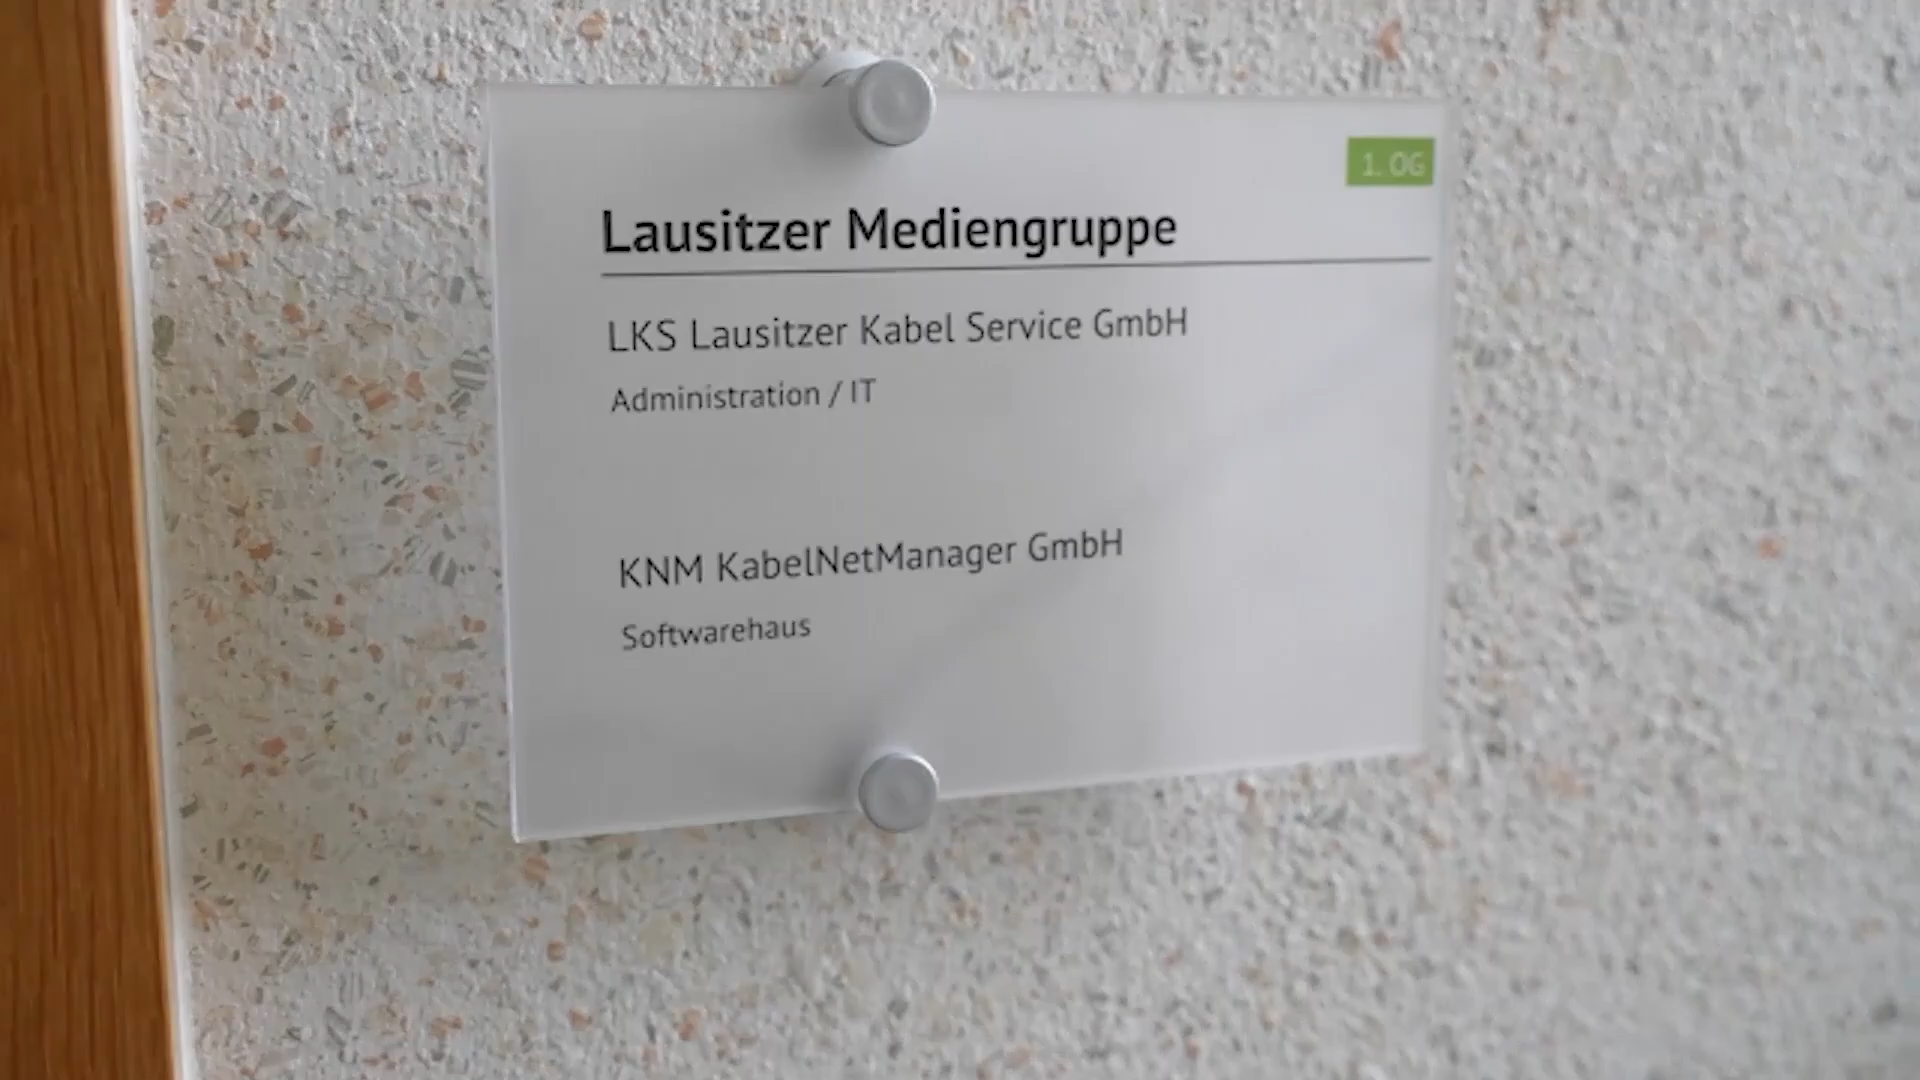 1. OG
Lausitzer Mediengruppe
LKS Lausitzer Kabel Service GmbH
Administration / IT
KNM KabelNetManager GmbH
Softwarehaus